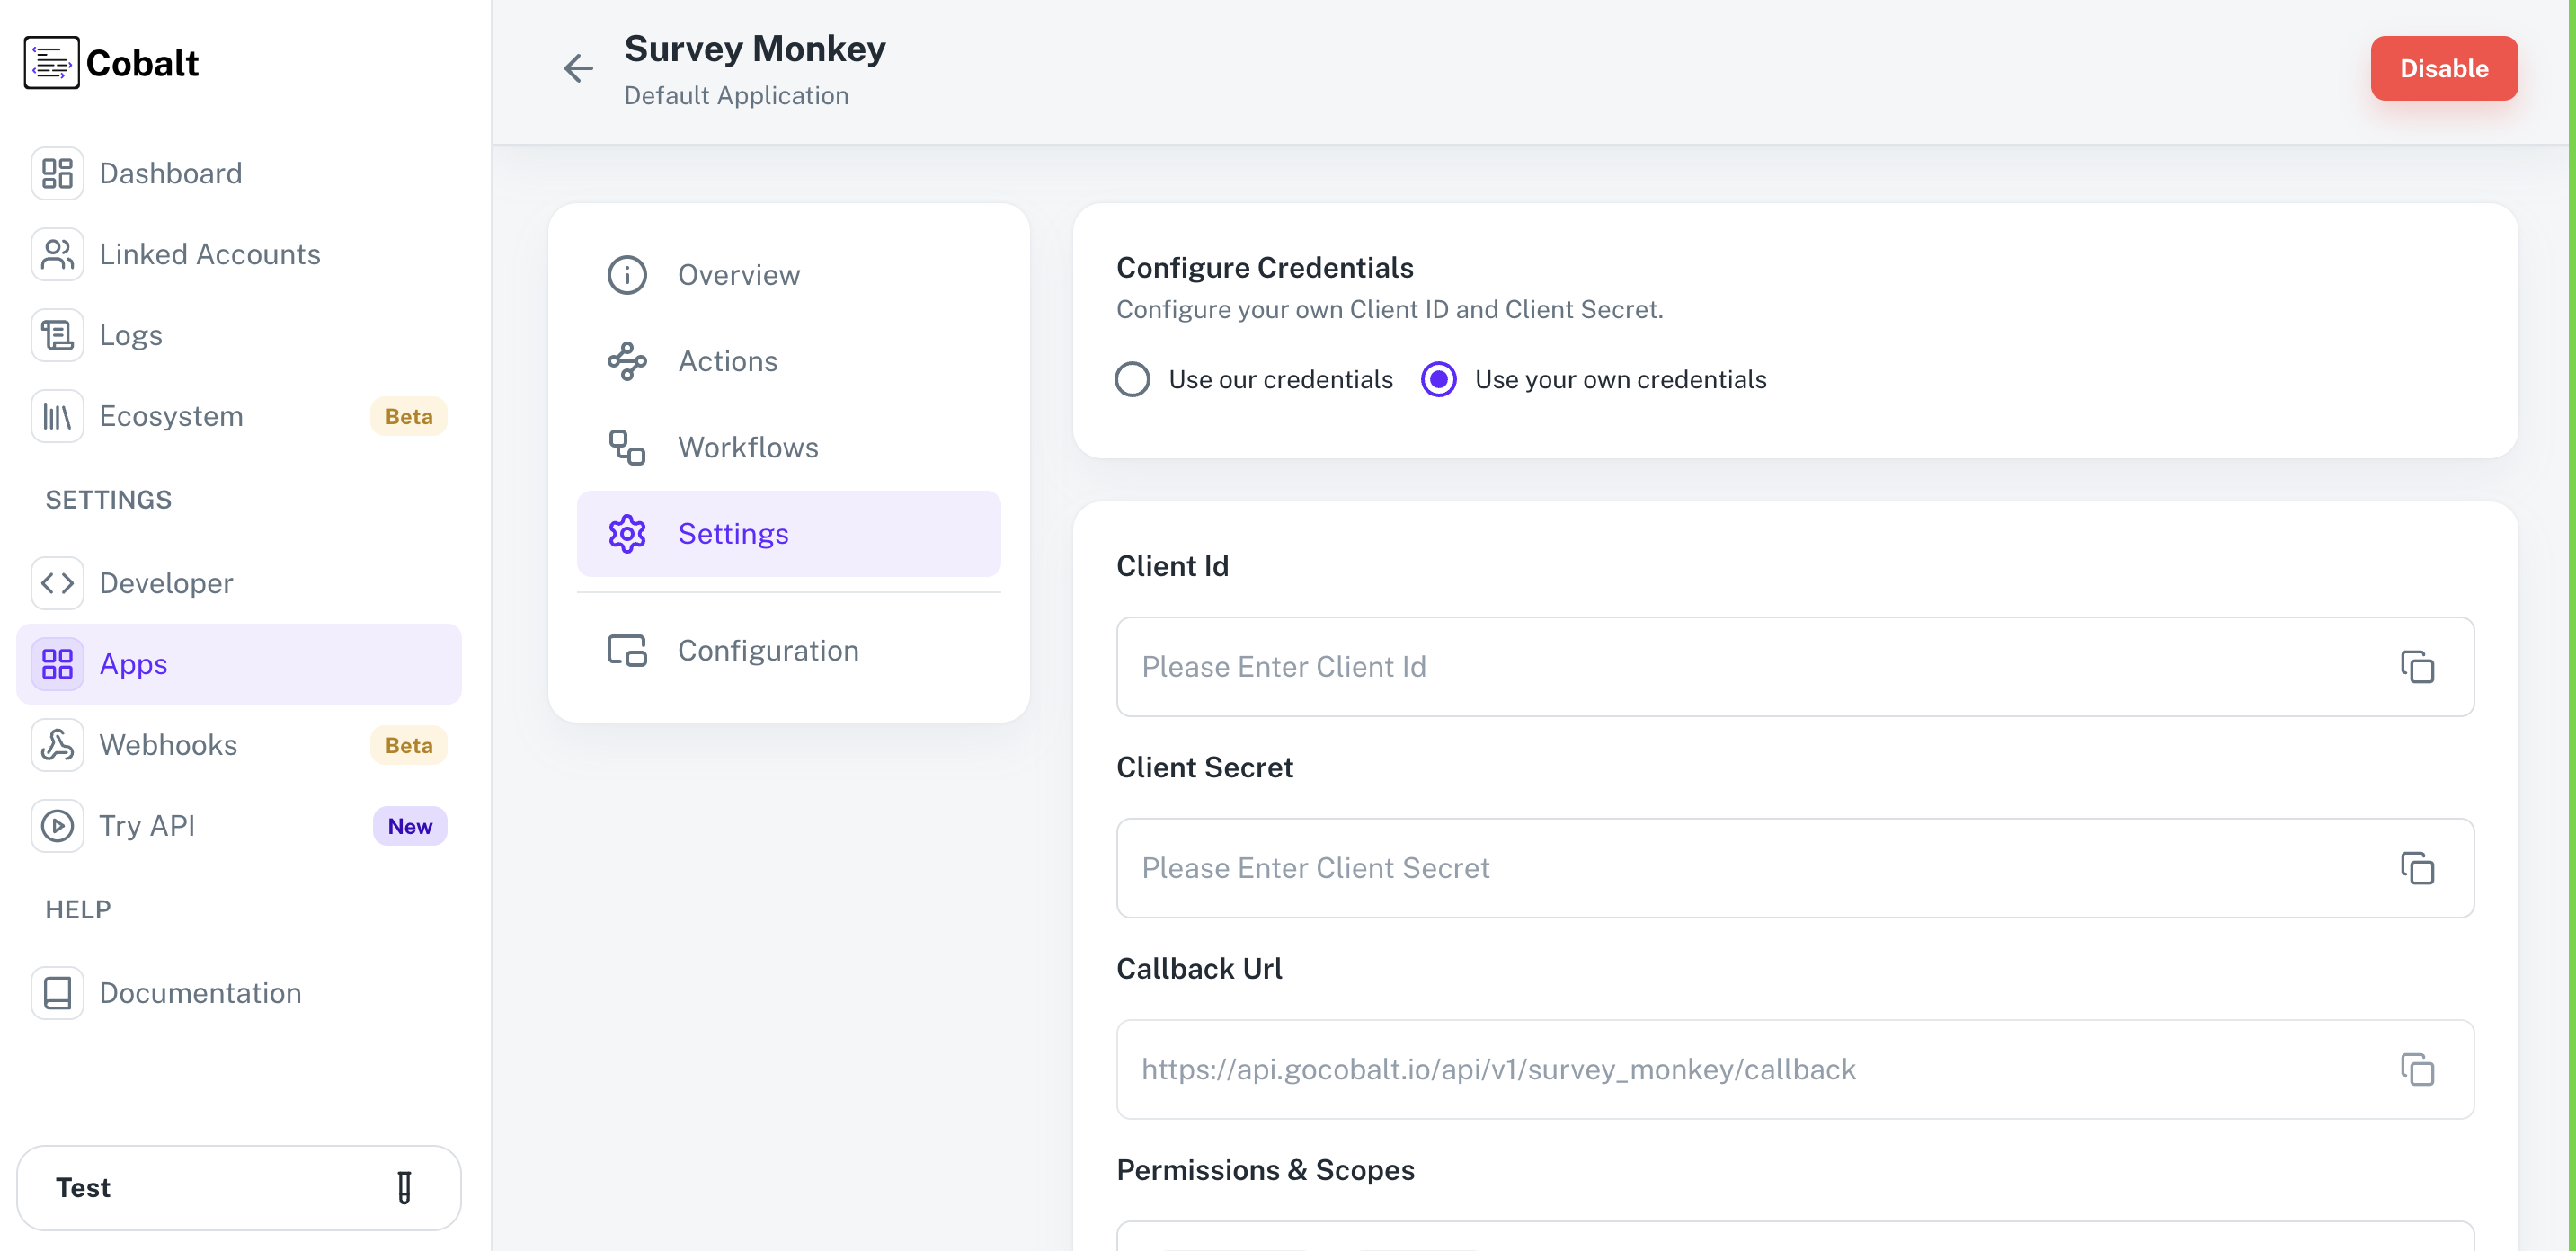 Cobalt
Dashboard
Linked Accounts
Logs
Ecosystem Beta
SETTINGS
Developer
Apps
Webhooks Beta
Try API New
HELP
Documentation
Test
Survey Monkey
Default Application
Disable
Overview
Actions
Workflows
Settings
Configuration
Configure Credentials
Configure your own Client ID and Client Secret.
Use our credentials Use your own credentials
Client Id
Please Enter Client Id
Client Secret
Please Enter Client Secret
Callback Url
https://api.gocobalt.io/api/v1/survey_monkey/callback
Permissions & Scopes